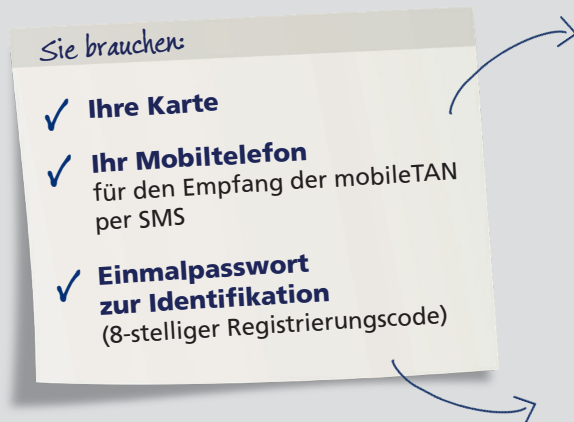 Sie brauchen:
Ihre Karte
Ihr Mobiltelefon
für den Empfang der mobileTAN
per SMS
Einmalpasswort
zur Identifikation
(8-stelliger Registrierungscode)